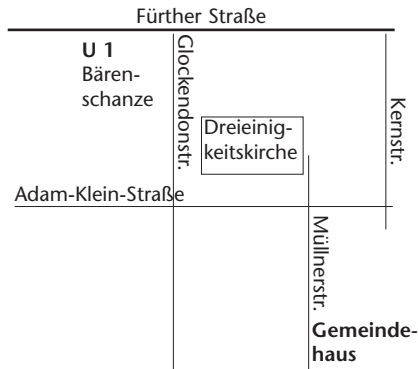 Fürther Straße
U 1
Bären-
schanze
Glockendonstr.
Dreieinig-
keitskirche
Kernstr.
Adam-Klein-Straße
Müllnerstr.
Gemeinde-
haus